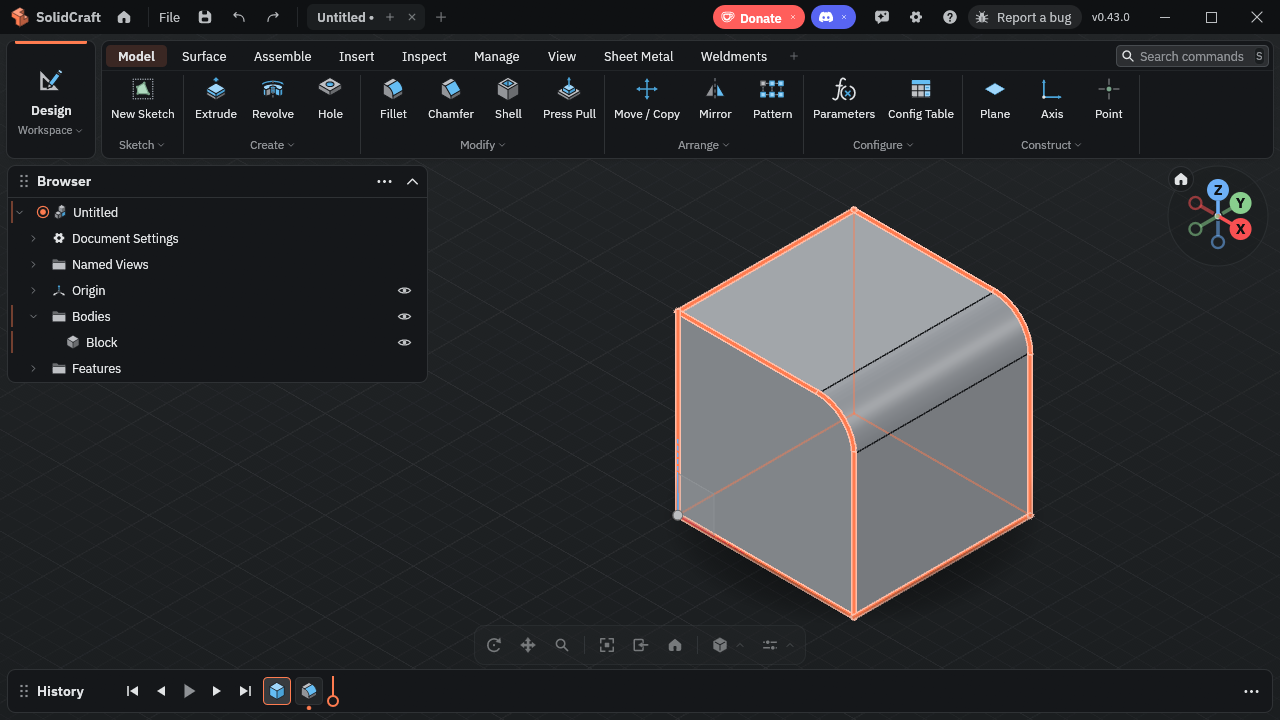 SolidCraft
File
Untitled •
Donate
Report a bug
v0.43.0
Design
Workspace
Model
Surface
Assemble
Insert
Inspect
Manage
View
Sheet Metal
Weldments
Search commands
S
New Sketch
Extrude
Revolve
Hole
Fillet
Chamfer
Shell
Press Pull
Move / Copy
Mirror
Pattern
Parameters
Config Table
Plane
Axis
Point
Sketch
Create
Modify
Arrange
Configure
Construct
Browser
Untitled
Document Settings
Named Views
Origin
Bodies
Block
Features
Z
Y
X
History